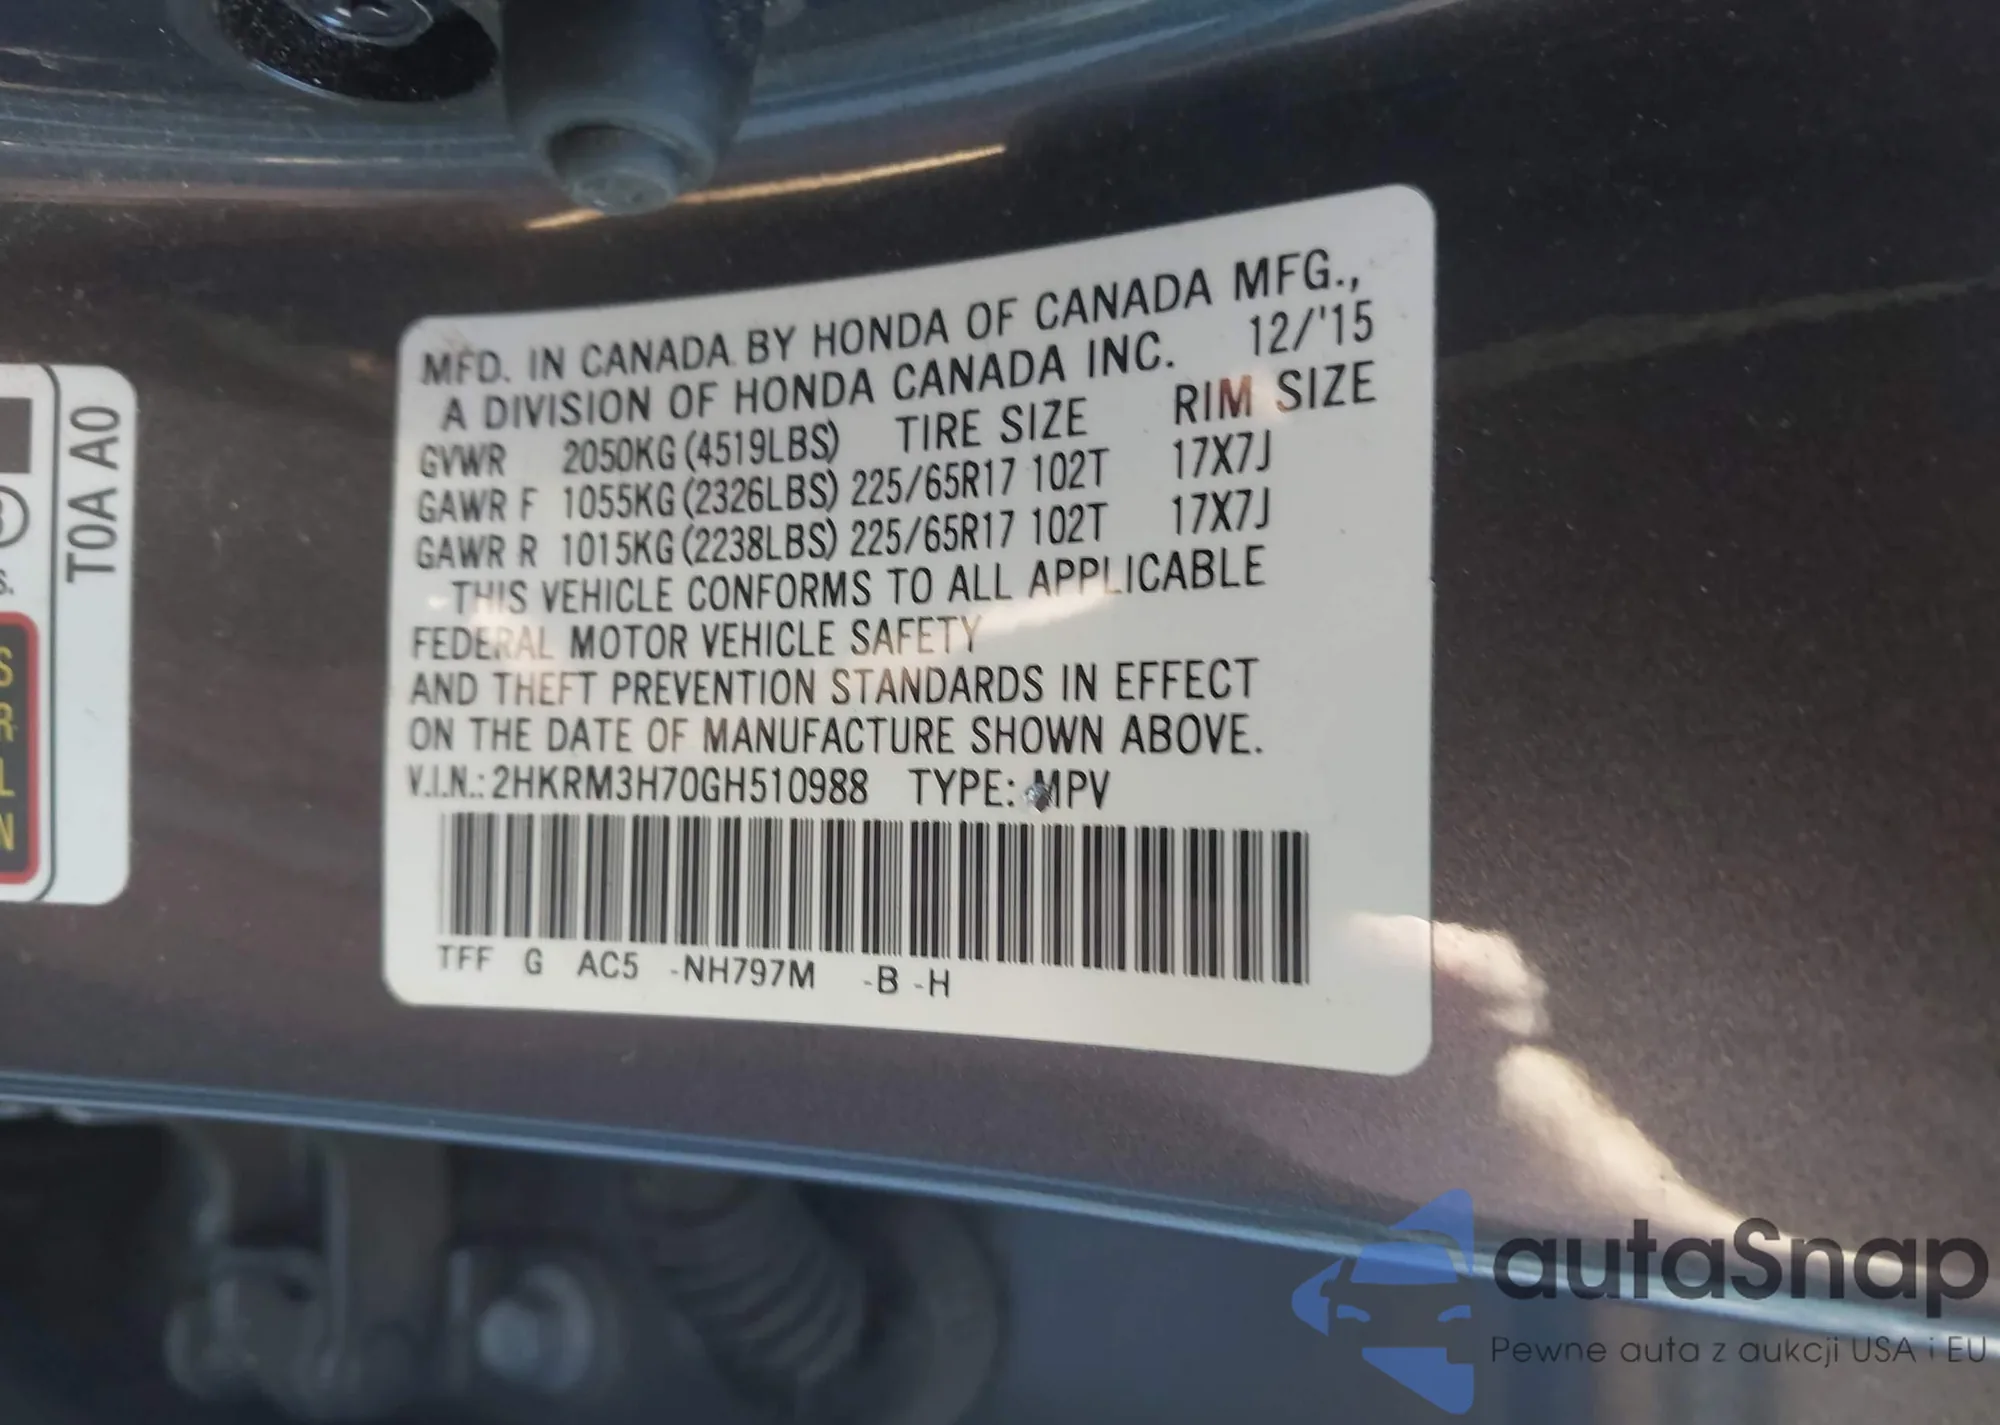 MFD. IN CANADA BY HONDA OF CANADA MFG.,
A DIVISION OF HONDA CANADA INC. 12/'15
GVWR 2050KG (4519LBS) TIRE SIZE RIM SIZE
GAWR F 1055KG (2326LBS) 225/65R17 102T 17X7J
GAWR R 1015KG (2238LBS) 225/65R17 102T 17X7J
THIS VEHICLE CONFORMS TO ALL APPLICABLE
FEDERAL MOTOR VEHICLE SAFETY
AND THEFT PREVENTION STANDARDS IN EFFECT
ON THE DATE OF MANUFACTURE SHOWN ABOVE.
V.I.N.: 2HKRM3H70GH510988 TYPE: MPV
TFF G AC5 -NH797M -B -H
T0A A0
S
R
L
N
autaSnap
Pewne auta z aukcji USA i EU